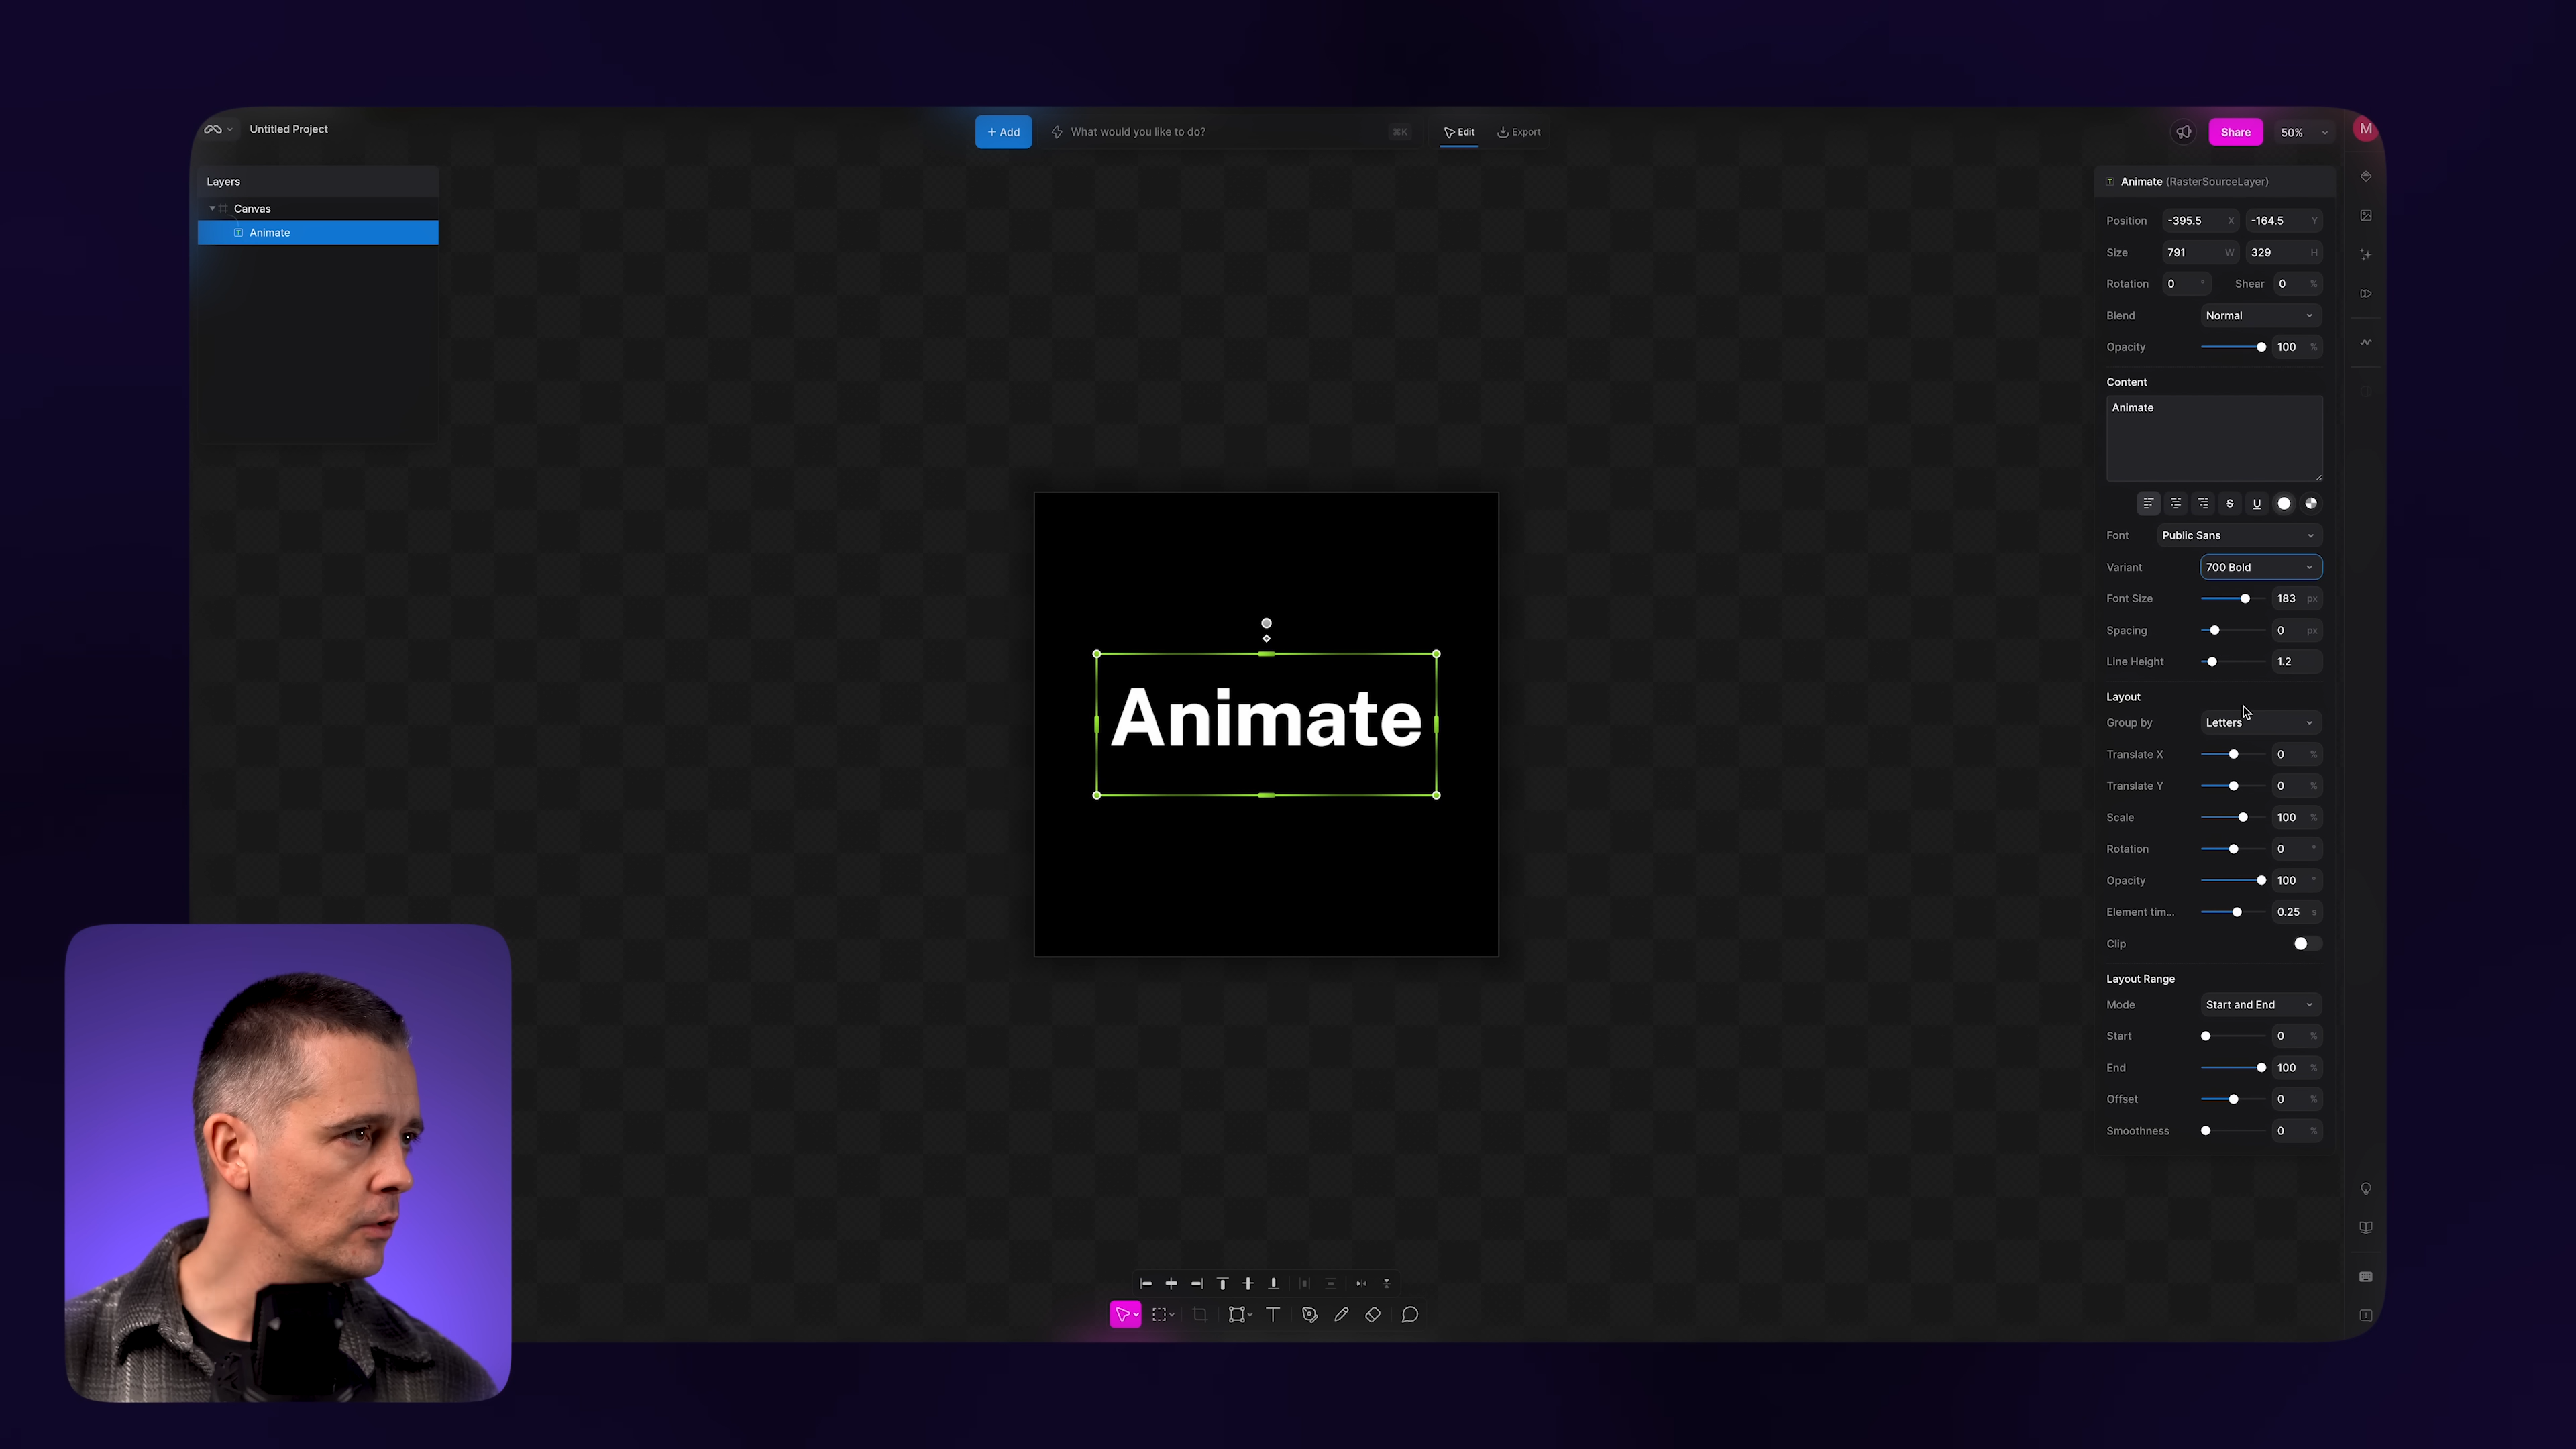 Untitled Project
+ Add
What would you like to do?
⌘K
Edit
Export
Share
50%
M
Layers
Canvas
Animate
Animate (RasterSourceLayer)
Position -395.5 X -164.5 Y
Size 791 W 329 H
Rotation 0 ° Shear 0 %
Blend Normal
Opacity 100 %
Content
Animate
S U
Font Public Sans
Variant 700 Bold
Font Size 183 px
Spacing 0 px
Line Height 1.2
Layout
Group by Letters
Translate X 0 %
Translate Y 0 %
Scale 100 %
Rotation 0 °
Opacity 100 °
Element tim... 0.25 s
Clip
Layout Range
Mode Start and End
Start 0 %
End 100 %
Offset 0 %
Smoothness 0 %
Animate